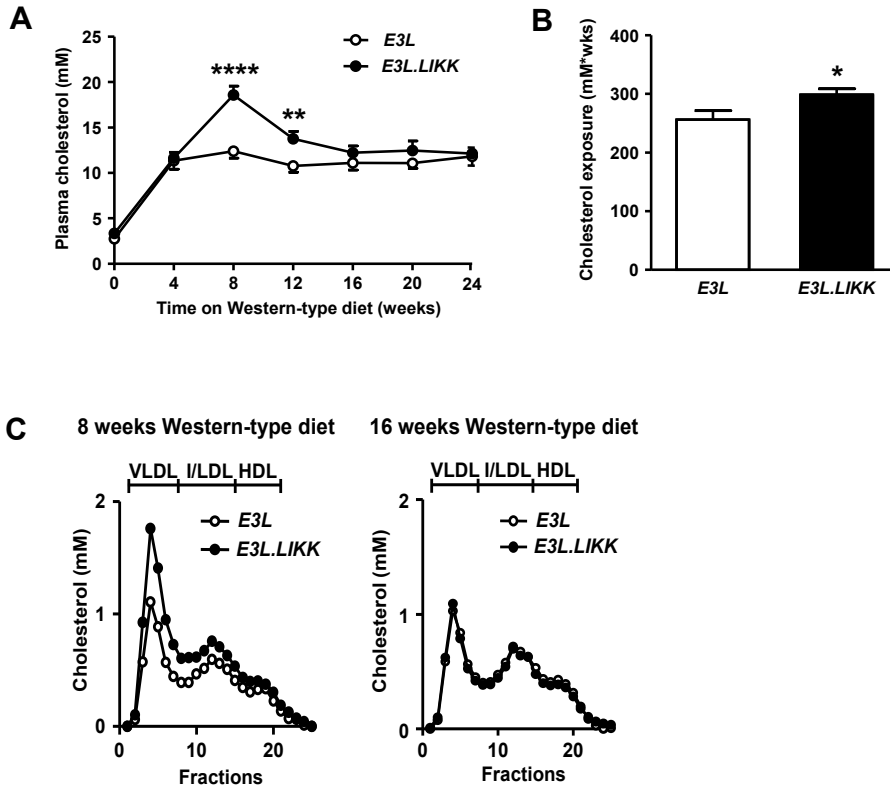 A
Plasma cholesterol (mM)
25
20
15
10
5
0
E3L
E3L.LIKK
****
**
0 4 8 12 16 20 24
Time on Western-type diet (weeks)
B
Cholesterol exposure (mM*wks)
400
300
200
100
0
*
E3L E3L.LIKK
C
8 weeks Western-type diet
VLDL I/LDL HDL
Cholesterol (mM)
2
1
0
E3L
E3L.LIKK
0 10 20
Fractions
16 weeks Western-type diet
VLDL I/LDL HDL
Cholesterol (mM)
2
1
0
E3L
E3L.LIKK
0 10 20
Fractions